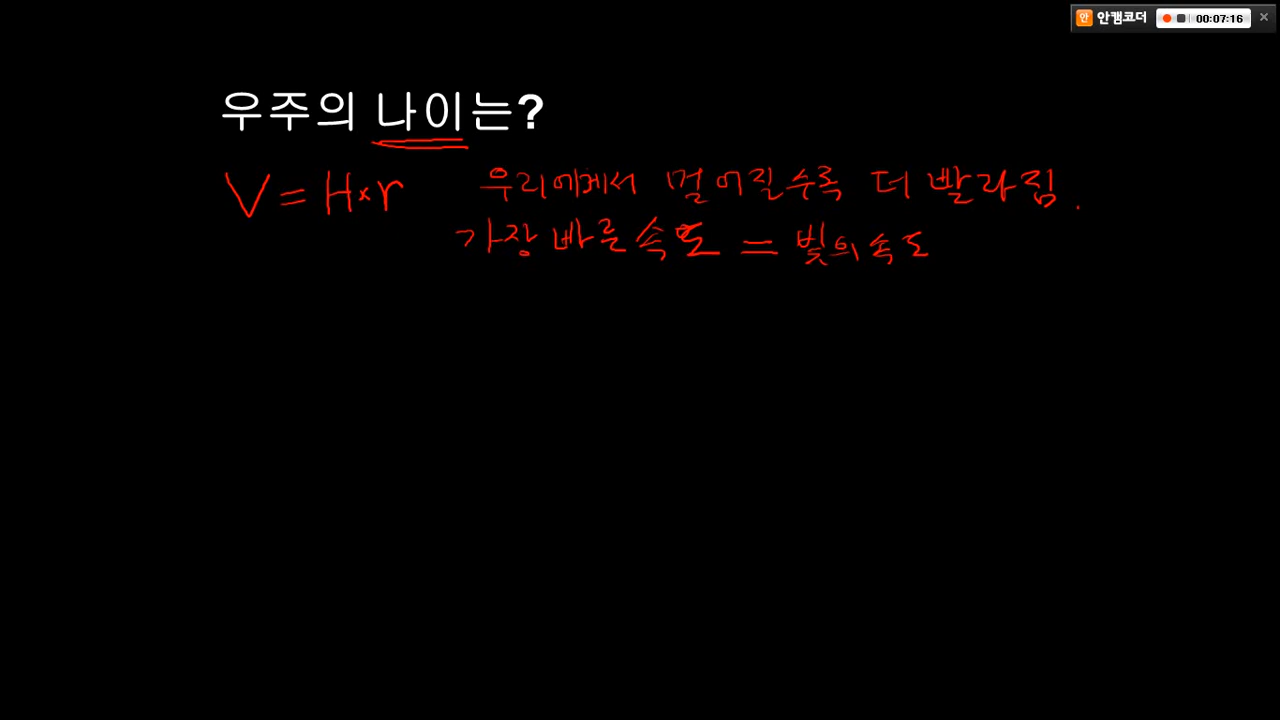 안캠코더 00:07:16
우주의 나이는?
V = H×r 우리에게서 멀어질수록 더 빨라짐.
가장 빠른 속도 = 빛의 속도